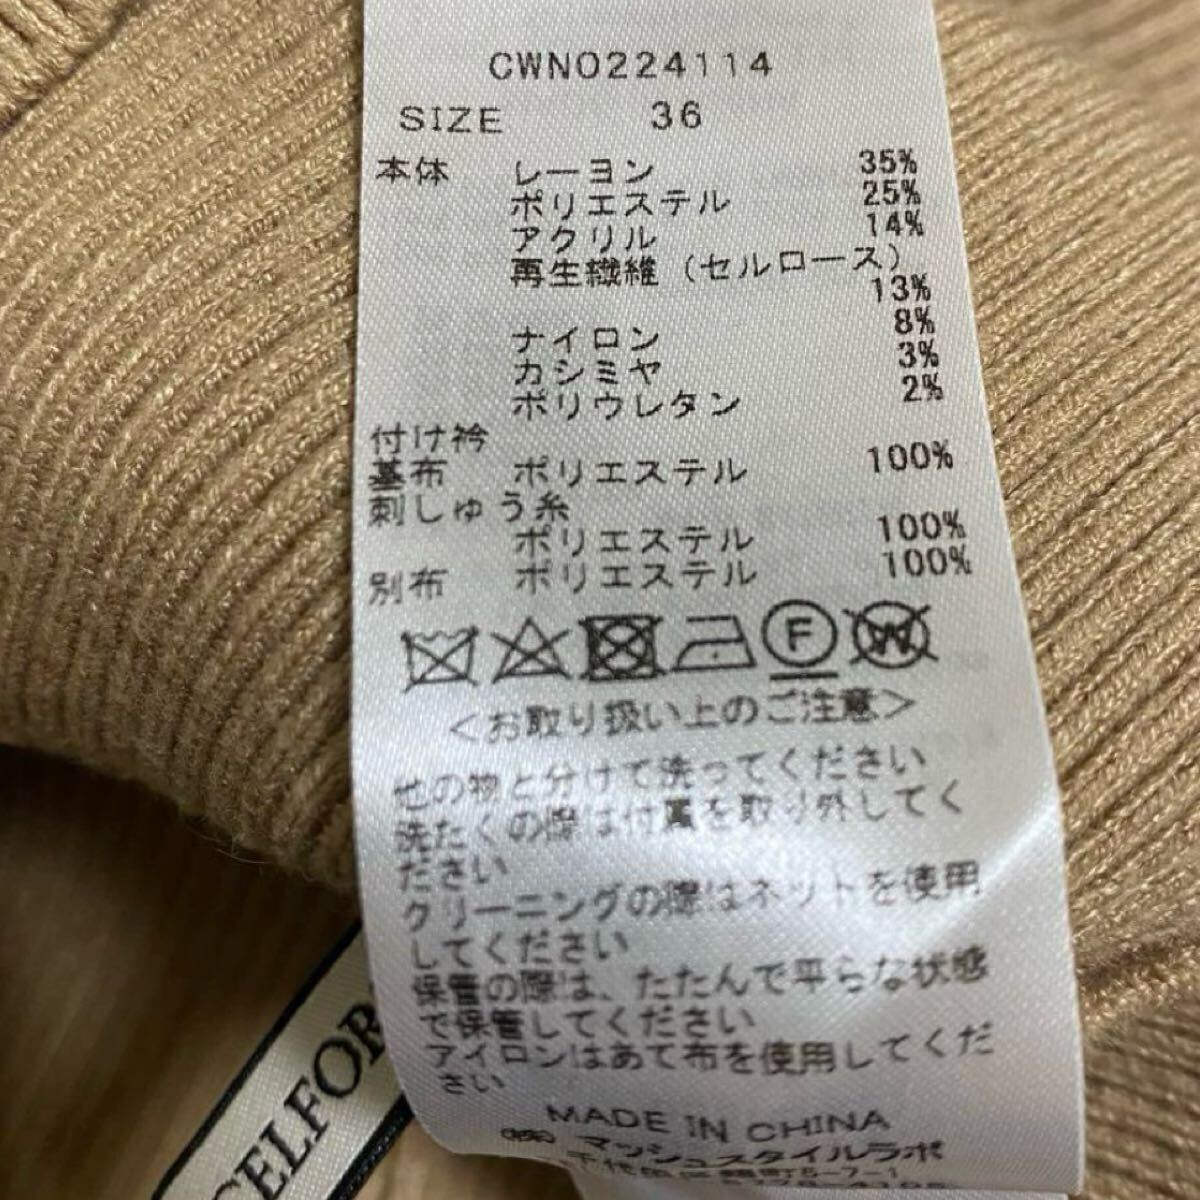 CWNO224114
SIZE 36
本体 レーヨン 35%
ポリエステル 25%
アクリル 14%
再生繊維(セルロース)
13%
ナイロン 8%
カシミヤ 3%
ポリウレタン 2%
付け衿
基布 ポリエステル 100%
刺しゅう糸
ポリエステル 100%
別布 ポリエステル 100%
F W
<お取り扱い上のご注意>
他の物と分けて洗ってください
洗たくの際は付属を取り外してく
ださい
クリーニングの際はネットを使用
してください
保管の際は、たたんで平らな状態
で保管してください
アイロンはあて布を使用してくだ
さい
MADE IN CHINA
(株)マッシュスタイルラボ
千代田区麹町5-7-1
CELFOR